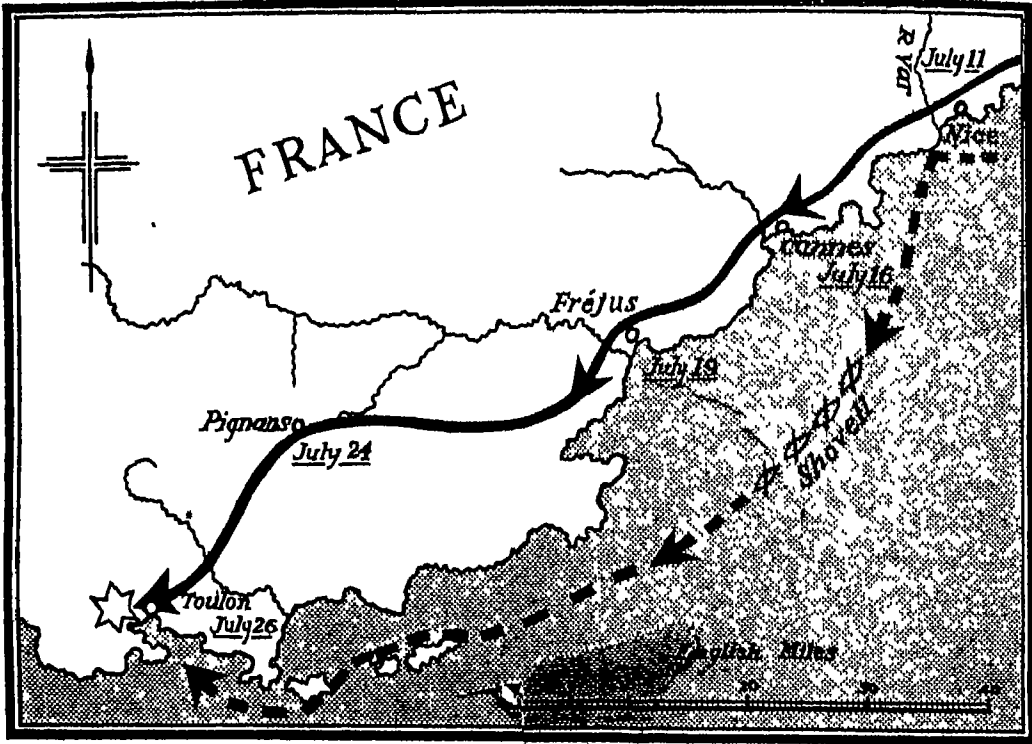 R Var
July 11
FRANCE
Nice
Cannes
July 16
Fréjus
July 19
Pignans
July 24
Shovell
Toulon
July 26
English Miles